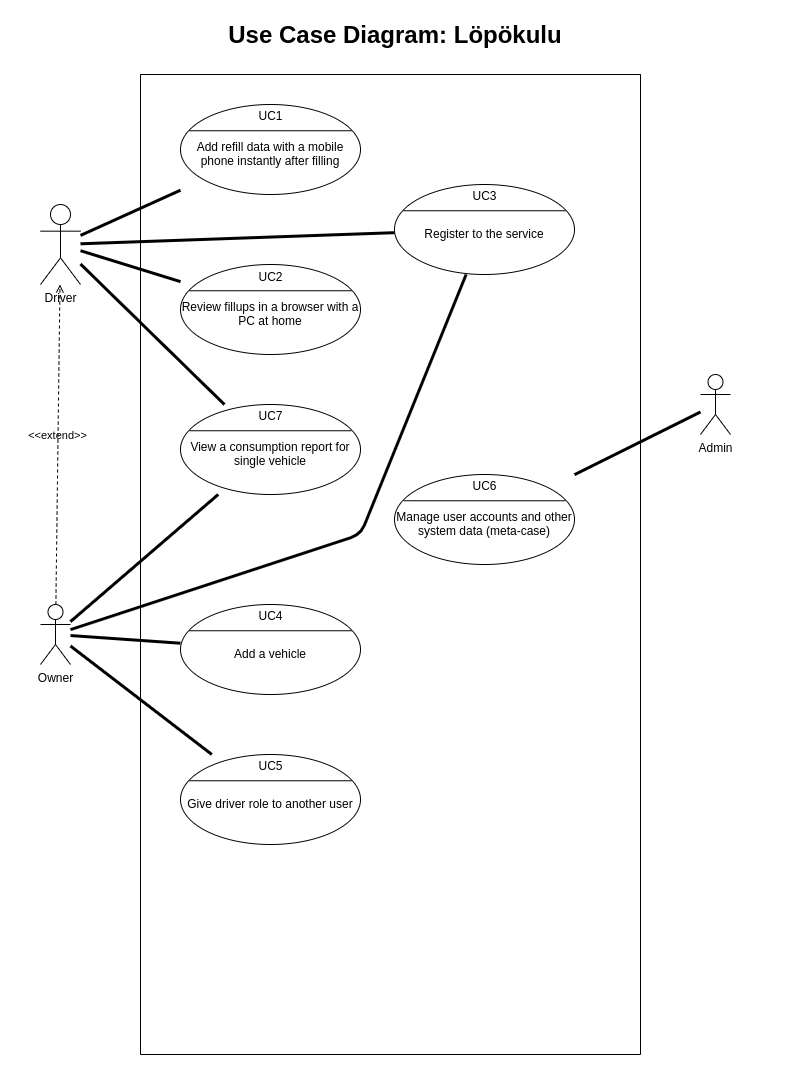 Use Case Diagram: Löpökulu
UC1
Add refill data with a mobile
phone instantly after filling
UC3
Register to the service
Driver
UC2
Review fillups in a browser with a
PC at home
UC7
View a consumption report for
single vehicle
<<extend>>
Admin
UC6
Manage user accounts and other
system data (meta-case)
UC4
Add a vehicle
Owner
UC5
Give driver role to another user